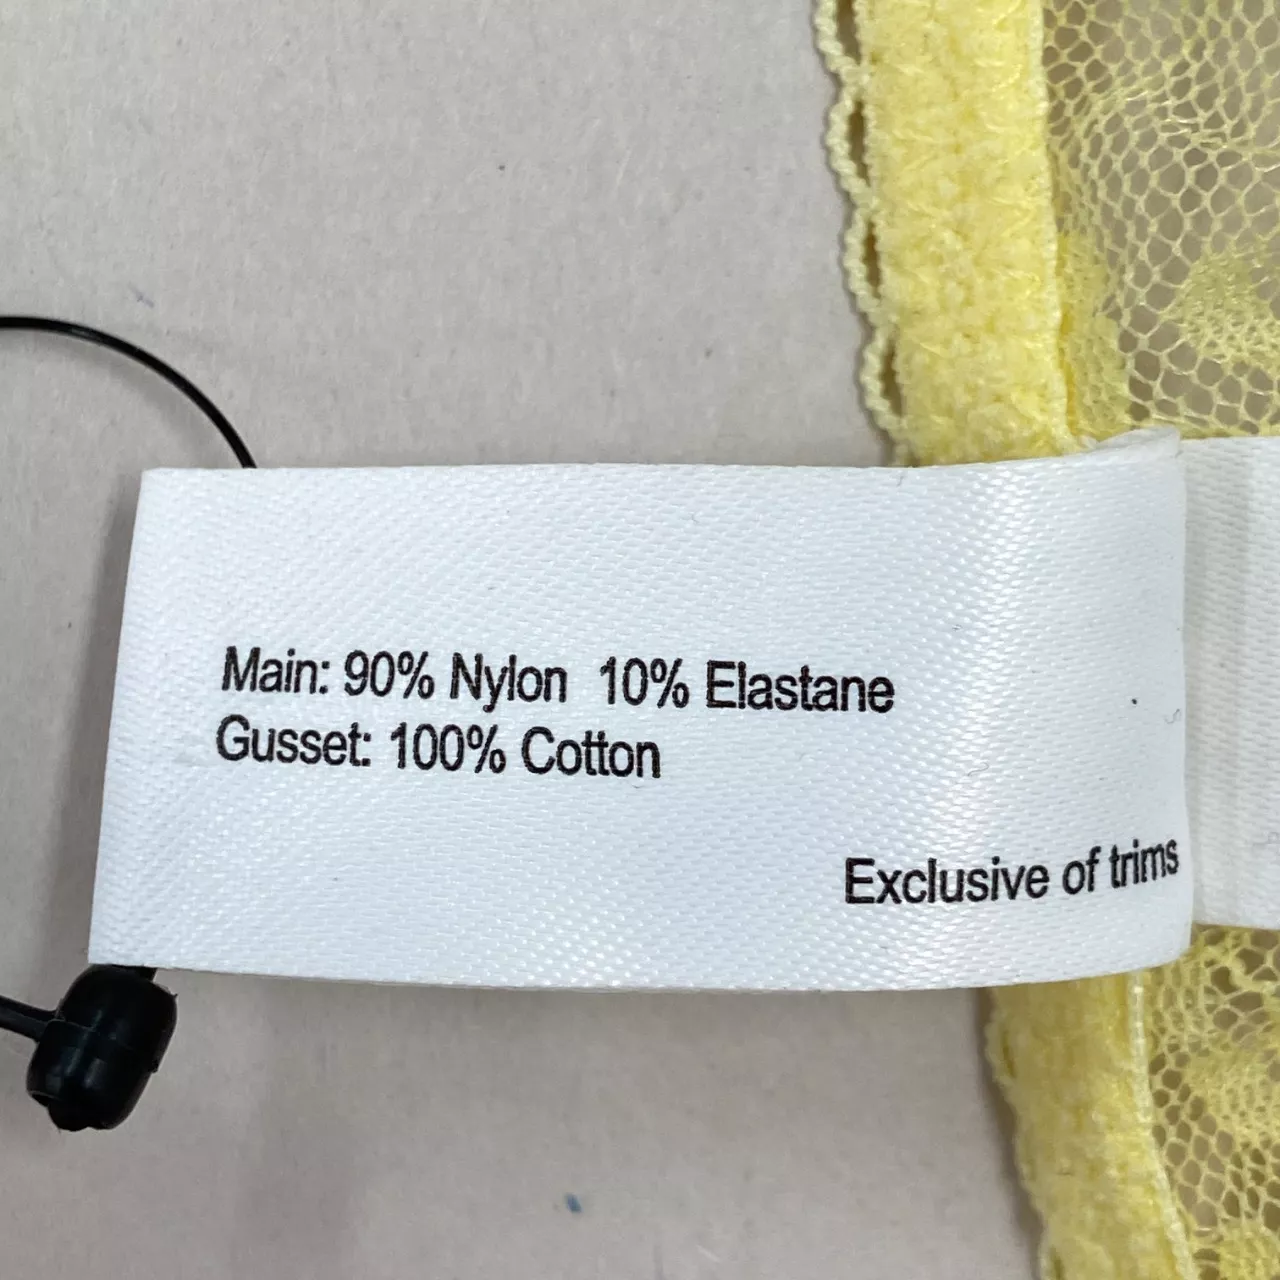 Main: 90% Nylon 10% Elastane
Gusset: 100% Cotton
Exclusive of trims